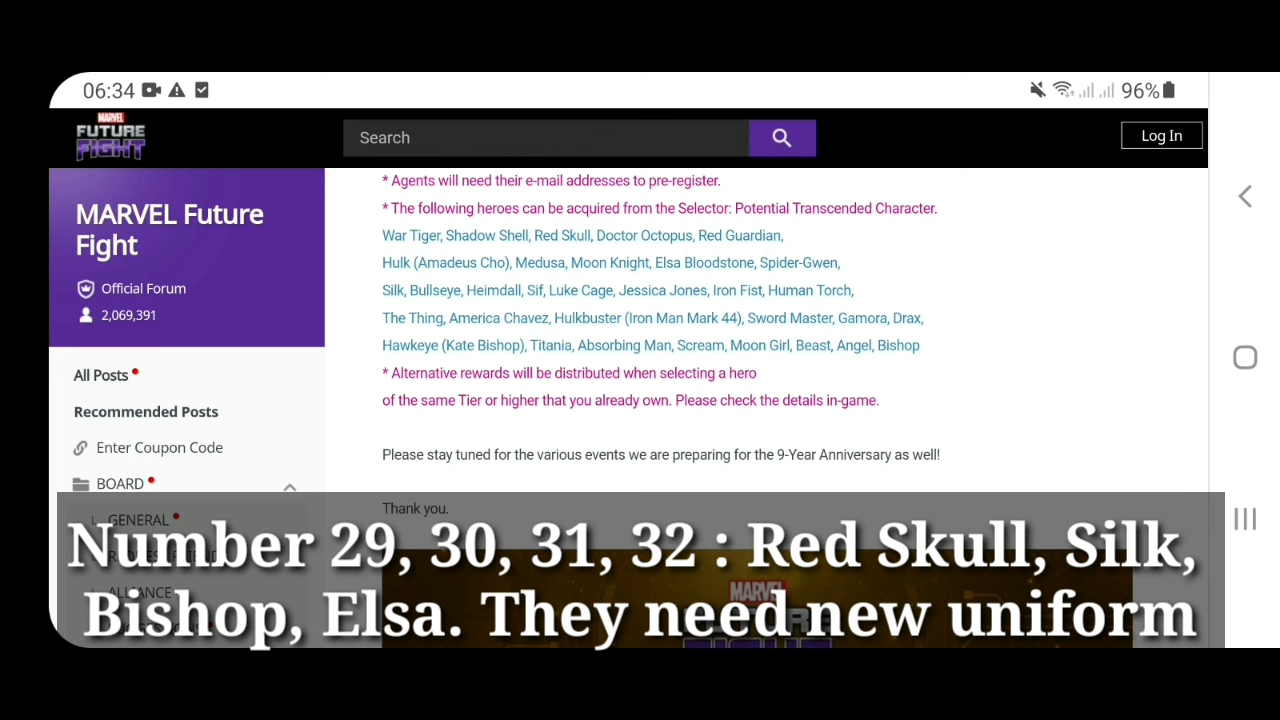 06:34
96%
MARVEL
FUTURE
FIGHT
Search
Log In
MARVEL Future
Fight
Official Forum
2,069,391
All Posts
Recommended Posts
Enter Coupon Code
BOARD
GENERAL
ALLIANCE
* Agents will need their e-mail addresses to pre-register.
* The following heroes can be acquired from the Selector: Potential Transcended Character.
War Tiger, Shadow Shell, Red Skull, Doctor Octopus, Red Guardian,
Hulk (Amadeus Cho), Medusa, Moon Knight, Elsa Bloodstone, Spider-Gwen,
Silk, Bullseye, Heimdall, Sif, Luke Cage, Jessica Jones, Iron Fist, Human Torch,
The Thing, America Chavez, Hulkbuster (Iron Man Mark 44), Sword Master, Gamora, Drax,
Hawkeye (Kate Bishop), Titania, Absorbing Man, Scream, Moon Girl, Beast, Angel, Bishop
* Alternative rewards will be distributed when selecting a hero
of the same Tier or higher that you already own. Please check the details in-game.
Please stay tuned for the various events we are preparing for the 9-Year Anniversary as well!
Thank you.
MARVEL
Number 29, 30, 31, 32 : Red Skull, Silk,
Bishop, Elsa. They need new uniform